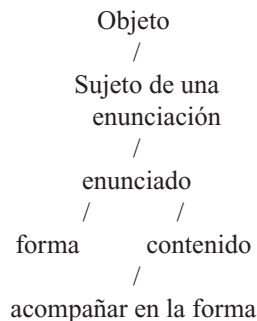 Objeto
/
Sujeto de una
enunciación
/
enunciado
/ /
forma contenido
/
acompañar en la forma